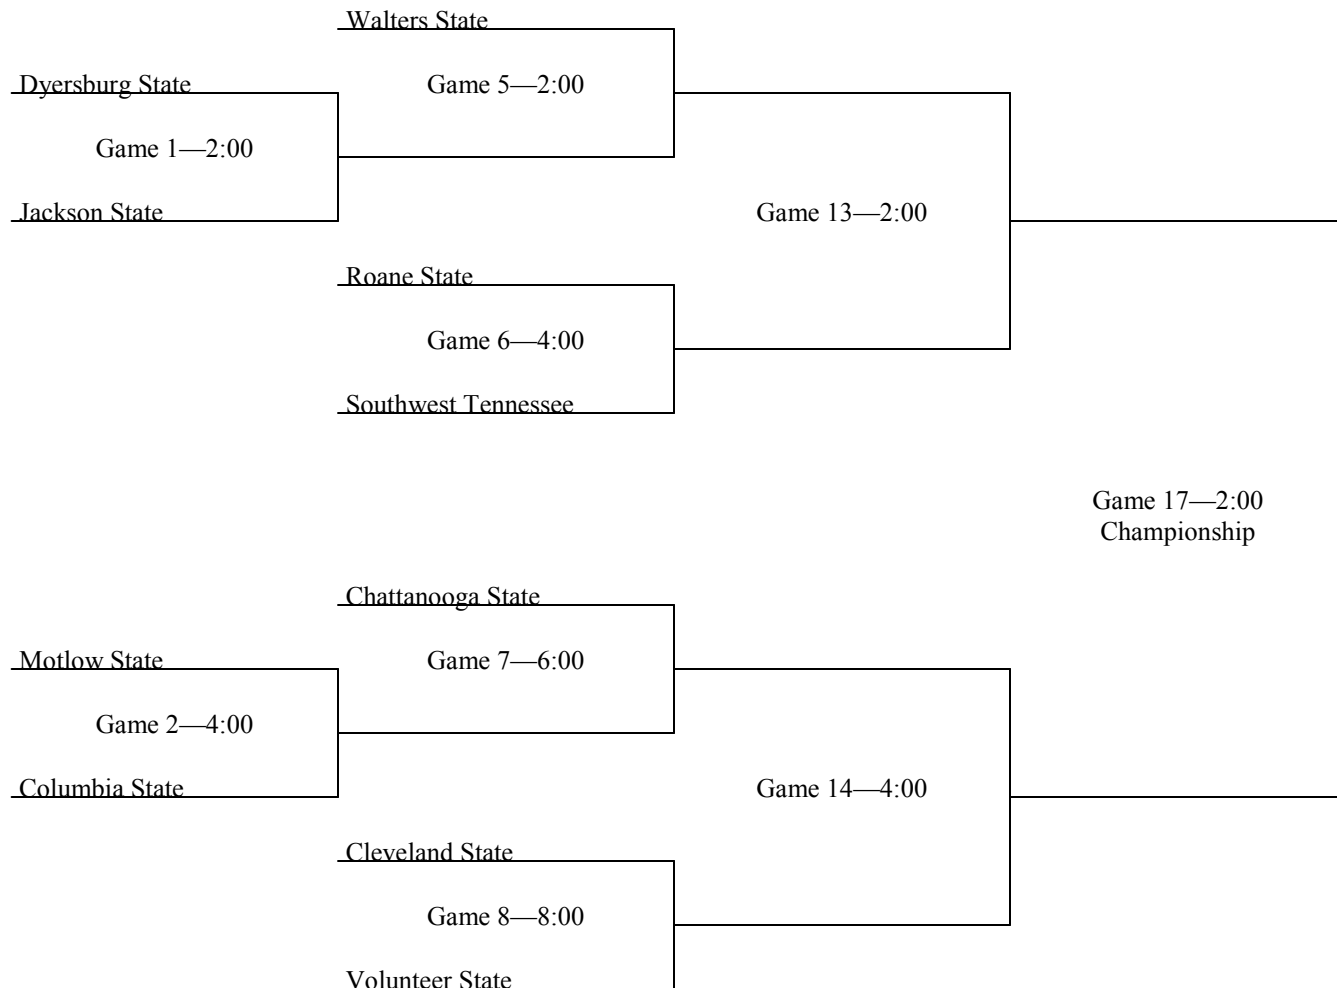 Walters State
Dyersburg State
Game 5—2:00
Game 1—2:00
Jackson State
Game 13—2:00
Roane State
Game 6—4:00
Southwest Tennessee
Game 17—2:00
Championship
Chattanooga State
Motlow State
Game 7—6:00
Game 2—4:00
Columbia State
Game 14—4:00
Cleveland State
Game 8—8:00
Volunteer State